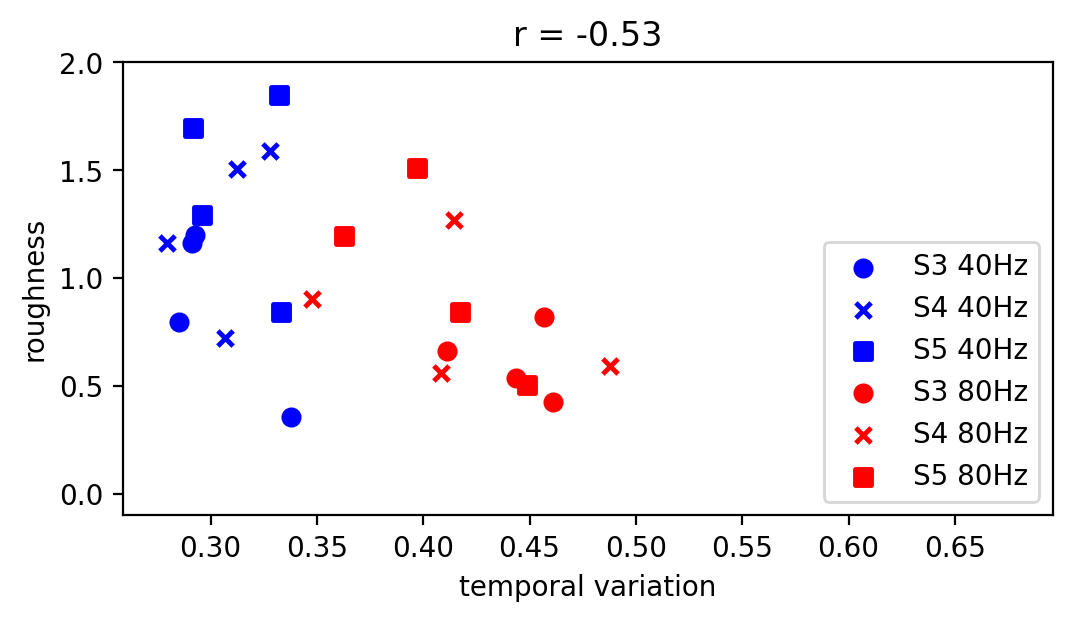 r = -0.53
roughness
2.0
1.5
1.0
0.5
0.0
S3 40Hz
S4 40Hz
S5 40Hz
S3 80Hz
S4 80Hz
S5 80Hz
0.30 0.35 0.40 0.45 0.50 0.55 0.60 0.65
temporal variation